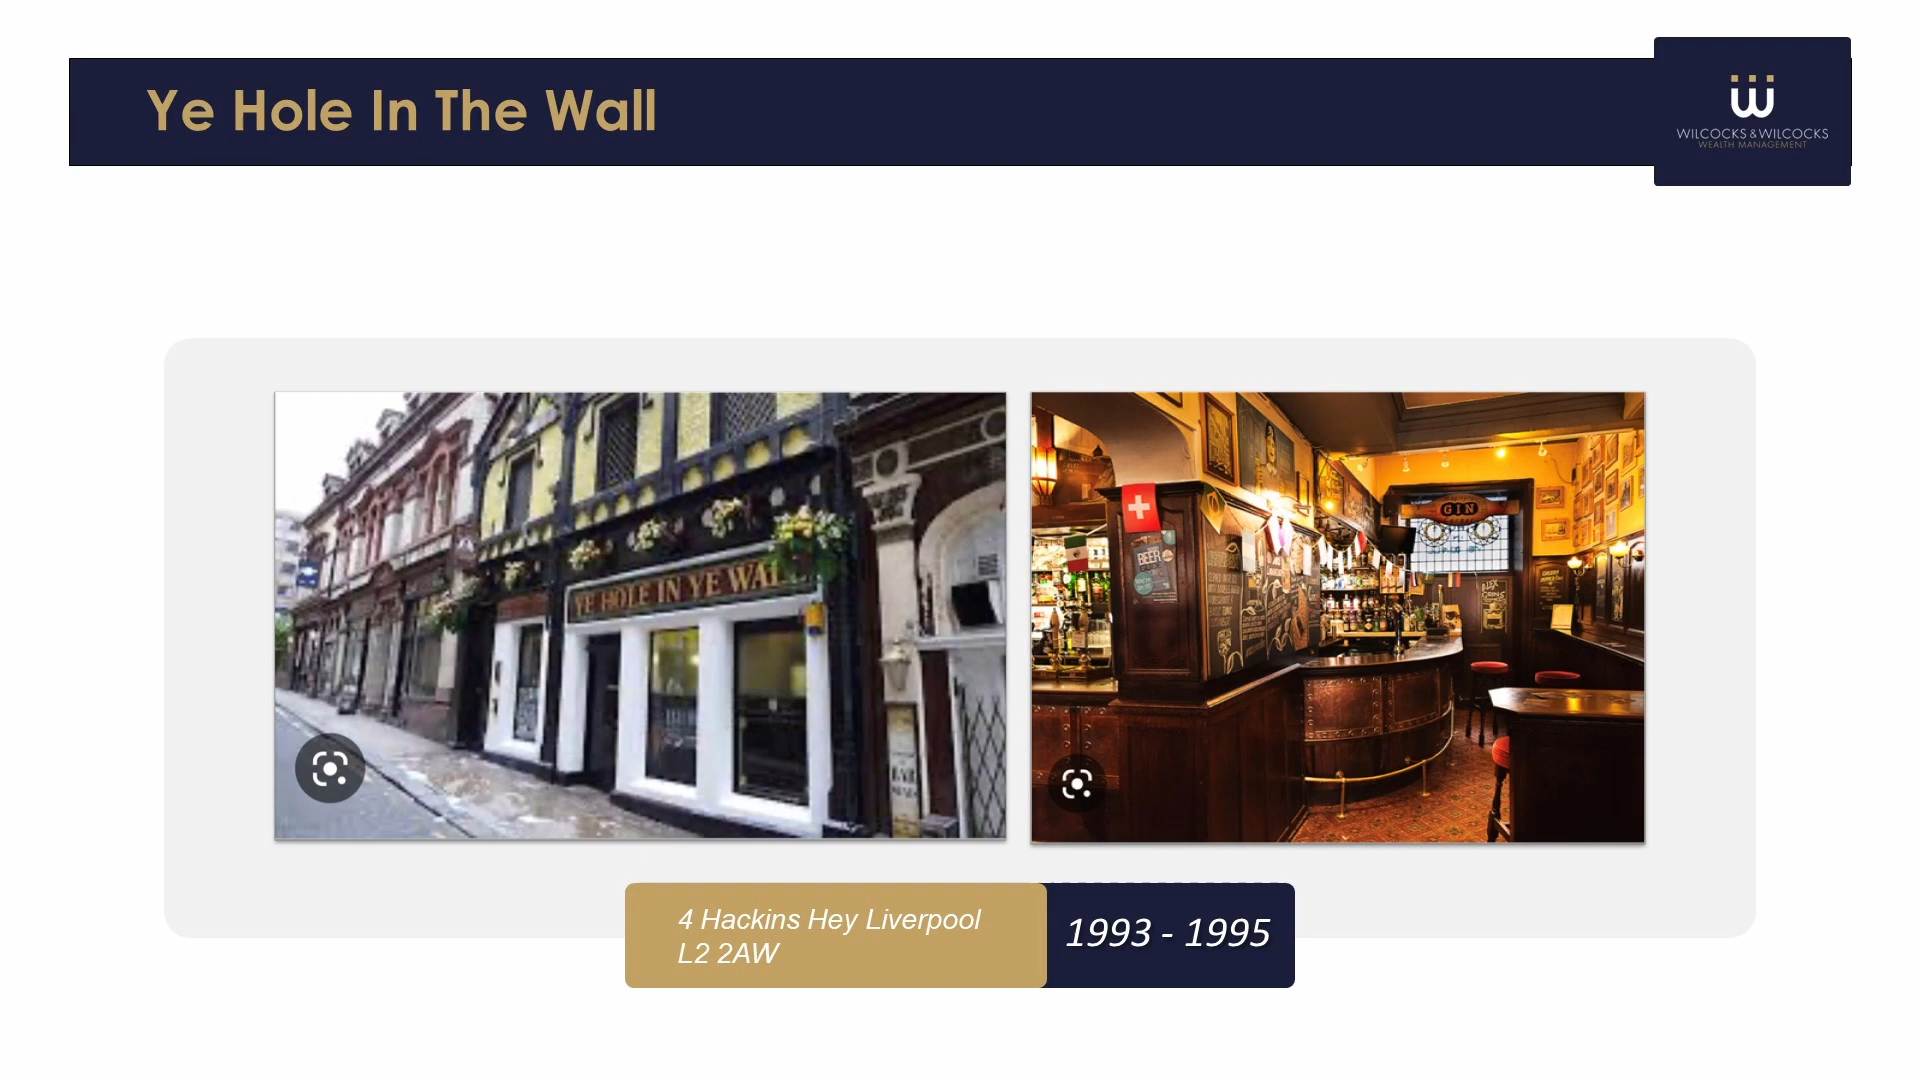 Ye Hole In The Wall
WILCOCKS & WILCOCKS
WEALTH MANAGEMENT
YE HOLE IN YE WALL
GIN
BEER
4 Hackins Hey Liverpool
L2 2AW
1993 - 1995